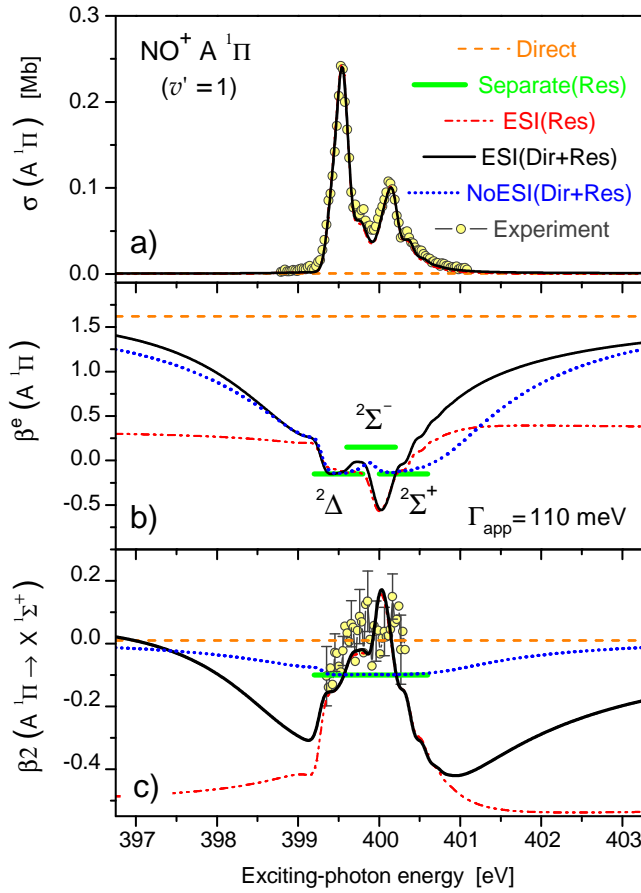 NO⁺ A ¹Π
(v' = 1)
Direct
Separate(Res)
ESI(Res)
ESI(Dir+Res)
NoESI(Dir+Res)
Experiment
σ (A ¹Π) [Mb]
0.3
0.2
0.1
0.0
a)
βᵉ (A ¹Π)
1.5
1.0
0.5
0.0
-0.5
²Σ⁻
²Δ
²Σ⁺
b)
Γapp = 110 meV
β2 (A ¹Π → X ¹Σ⁺)
0.2
0.0
-0.2
-0.4
c)
397 398 399 400 401 402 403
Exciting-photon energy [eV]